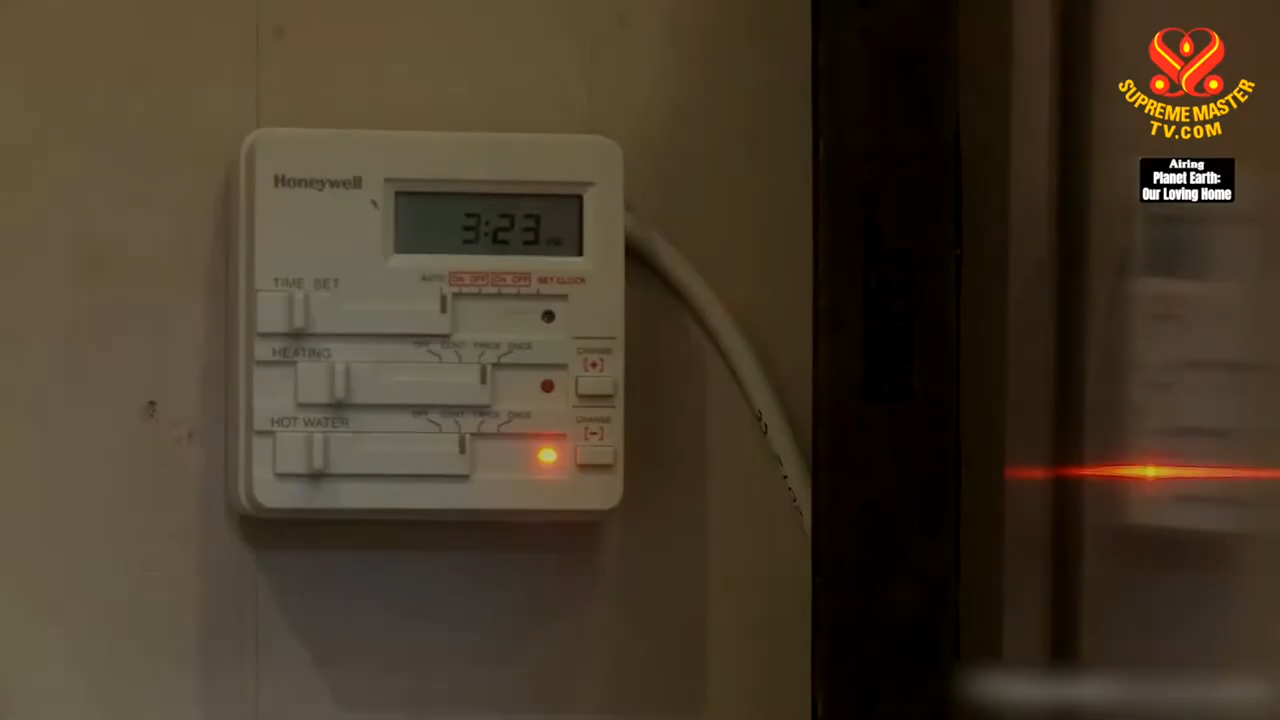 SUPREME MASTER
TV.COM
Airing
Planet Earth:
Our Loving Home
Honeywell
3:23
TIME SET
AUTO ON OFF ON OFF SET CLOCK
HEATING
OFF CONT TWICE ONCE
CHANGE
[+]
HOT WATER
OFF CONT TWICE ONCE
CHANGE
[-]